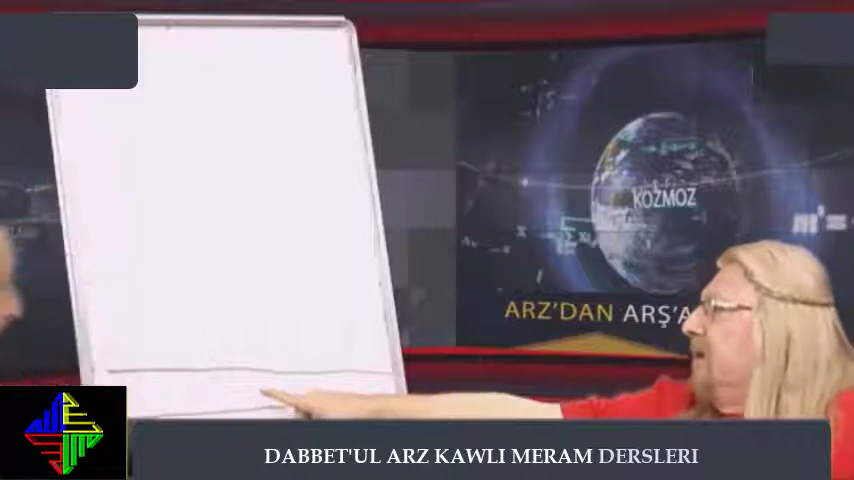 KOZMOZ
ARZ'DAN ARŞ'A
DABBET'UL ARZ KAWLI MERAM DERSLERI